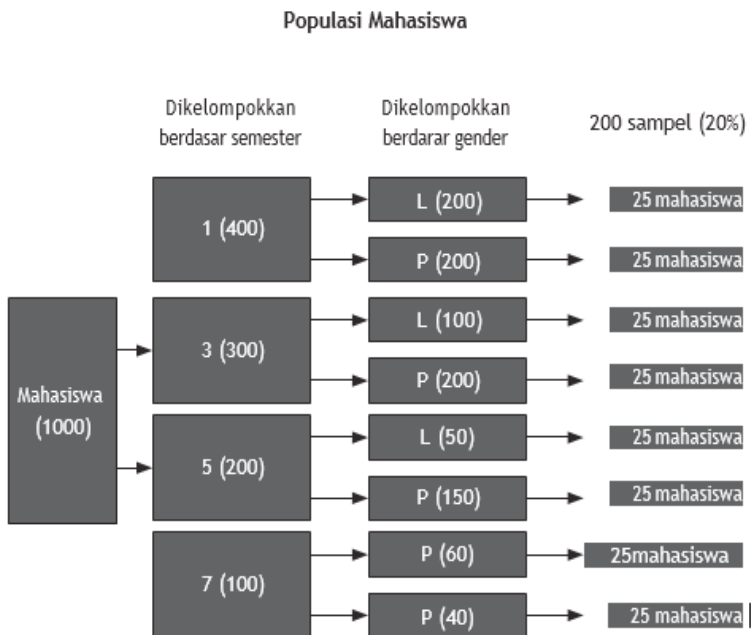 Populasi Mahasiswa
Dikelompokkan
berdasar semester
Dikelompokkan
berdarar gender
200 sampel (20%)
Mahasiswa
(1000)
1 (400)
L (200)
25 mahasiswa
P (200)
25 mahasiswa
3 (300)
L (100)
25 mahasiswa
P (200)
25 mahasiswa
5 (200)
L (50)
25 mahasiswa
P (150)
25 mahasiswa
7 (100)
P (60)
25mahasiswa
P (40)
25 mahasiswa